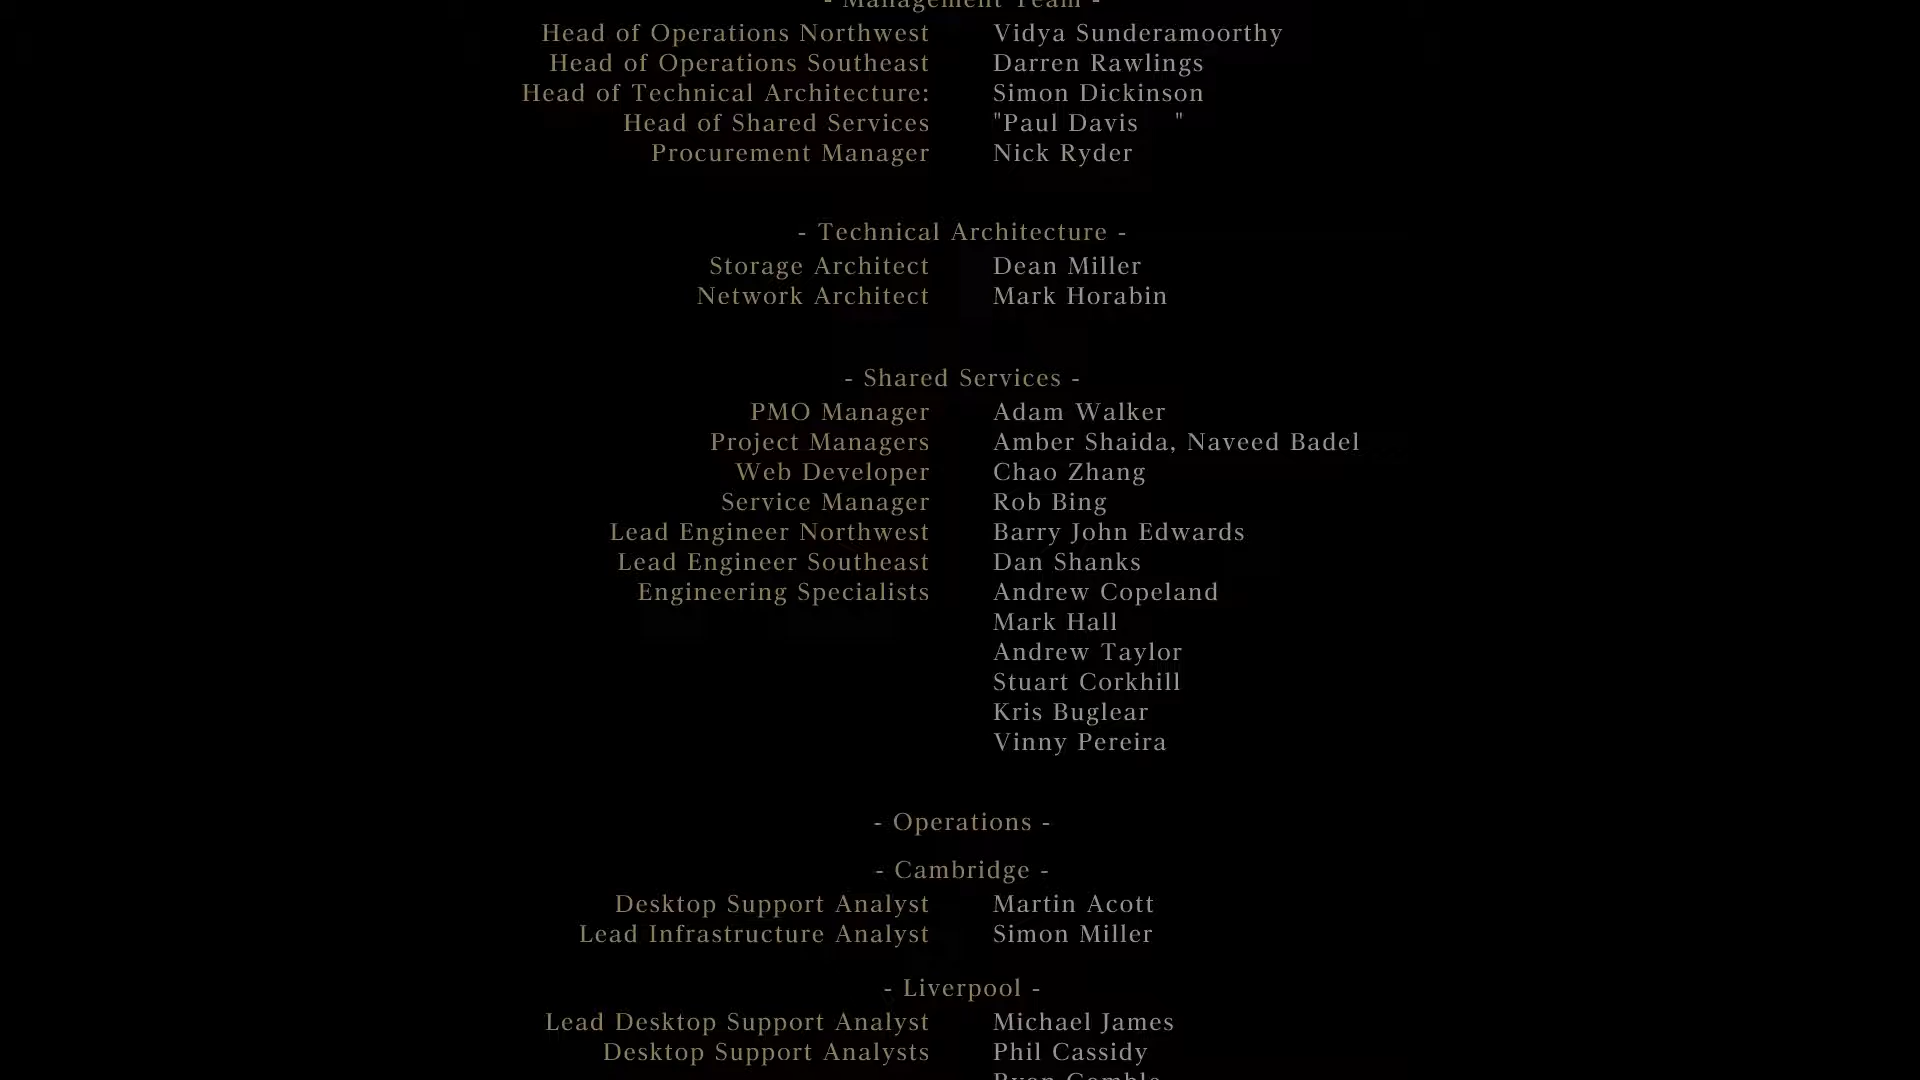 - Management Team -
Head of Operations Northwest Vidya Sunderamoorthy
Head of Operations Southeast Darren Rawlings
Head of Technical Architecture: Simon Dickinson
Head of Shared Services "Paul Davis "
Procurement Manager Nick Ryder
- Technical Architecture -
Storage Architect Dean Miller
Network Architect Mark Horabin
- Shared Services -
PMO Manager Adam Walker
Project Managers Amber Shaida, Naveed Badel
Web Developer Chao Zhang
Service Manager Rob Bing
Lead Engineer Northwest Barry John Edwards
Lead Engineer Southeast Dan Shanks
Engineering Specialists Andrew Copeland
Mark Hall
Andrew Taylor
Stuart Corkhill
Kris Buglear
Vinny Pereira
- Operations -
- Cambridge -
Desktop Support Analyst Martin Acott
Lead Infrastructure Analyst Simon Miller
- Liverpool -
Lead Desktop Support Analyst Michael James
Desktop Support Analysts Phil Cassidy